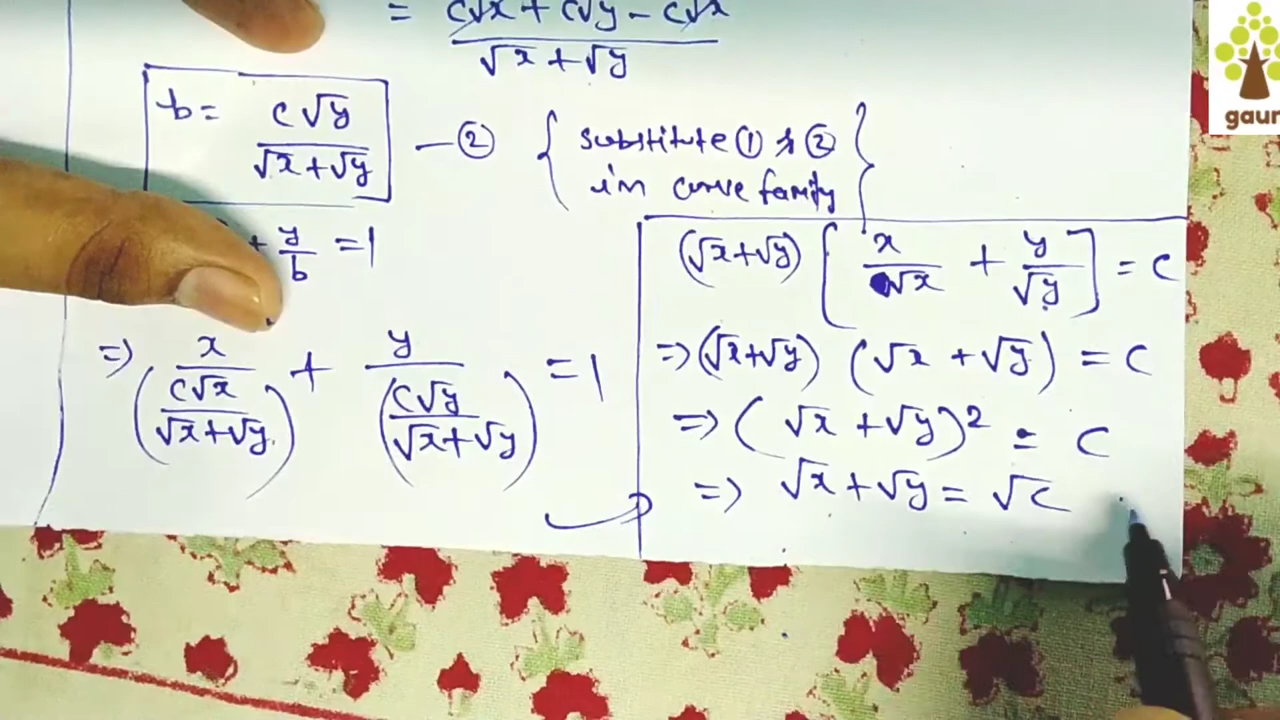 = c√x + c√y - c√x / √x + √y
b = c√y / √x + √y — ② { substitute ① & ② in curve family }
+ y/b = 1
⇒ x / (c√x / √x + √y) + y / (c√y / √x + √y) = 1
(√x + √y) [ x/√x + y/√y ] = c
⇒ (√x + √y) (√x + √y) = c
⇒ (√x + √y)² = c
⇒ √x + √y = √c
gaur